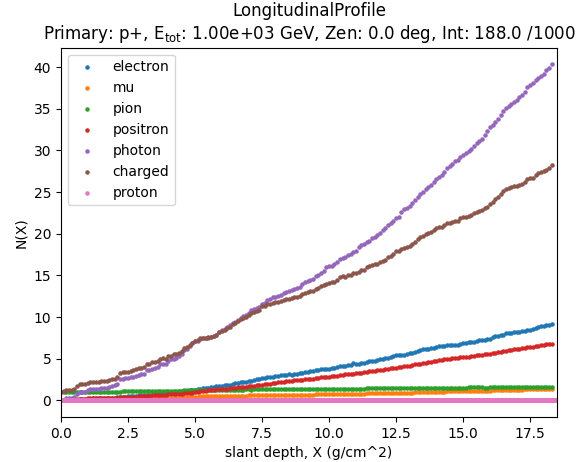 LongitudinalProfile
Primary: p+, E_tot: 1.00e+03 GeV, Zen: 0.0 deg, Int: 188.0 /1000
40
35
30
25
20
15
10
5
0
N(X)
electron
mu
pion
positron
photon
charged
proton
0.0 2.5 5.0 7.5 10.0 12.5 15.0 17.5
slant depth, X (g/cm^2)